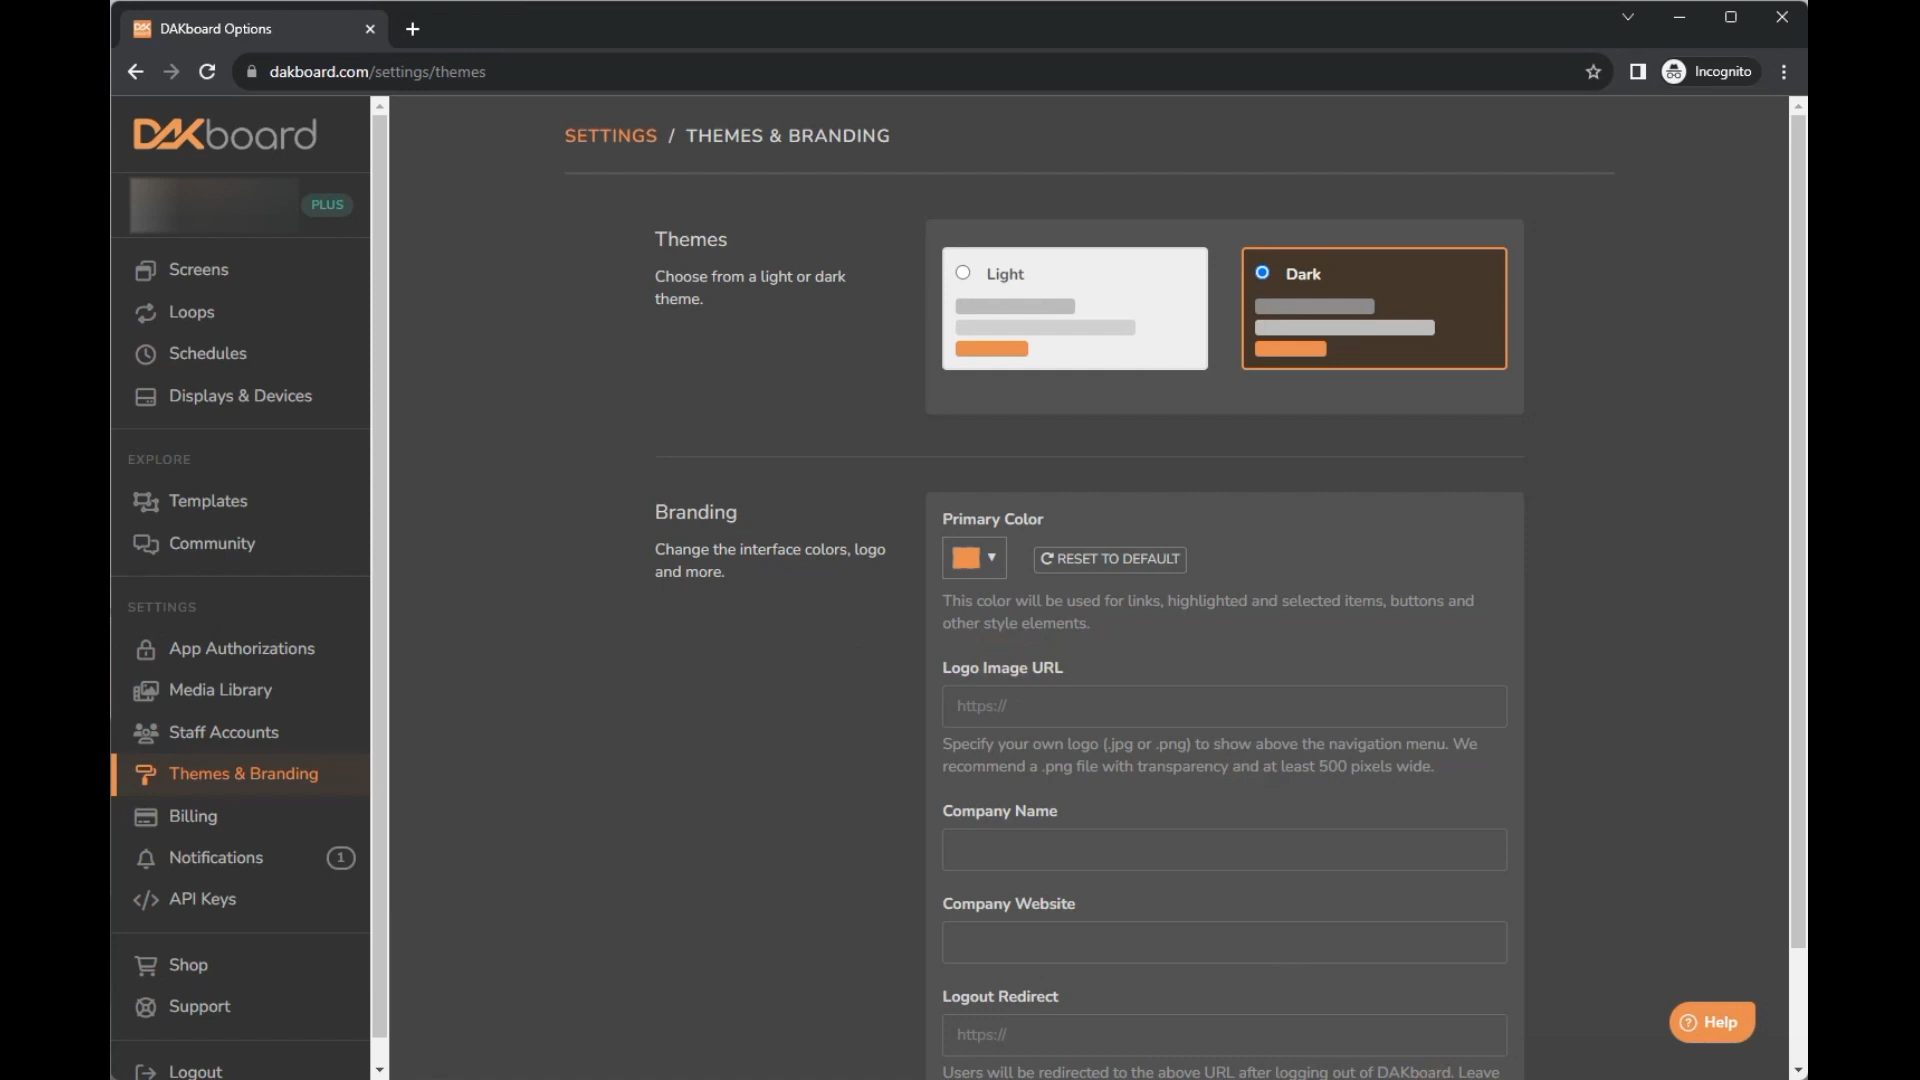 DAKboard Options
dakboard.com/settings/themes
Incognito
DAKboard
PLUS
Screens
Loops
Schedules
Displays & Devices
EXPLORE
Templates
Community
SETTINGS
App Authorizations
Media Library
Staff Accounts
Themes & Branding
Billing
Notifications 1
API Keys
Shop
Support
Logout
SETTINGS / THEMES & BRANDING
Themes
Choose from a light or dark
theme.
Light
Dark
Branding
Change the interface colors, logo
and more.
Primary Color
RESET TO DEFAULT
This color will be used for links, highlighted and selected items, buttons and
other style elements.
Logo Image URL
https://
Specify your own logo (.jpg or .png) to show above the navigation menu. We
recommend a .png file with transparency and at least 500 pixels wide.
Company Name
Company Website
Logout Redirect
https://
Users will be redirected to the above URL after logging out of DAKboard. Leave
Help